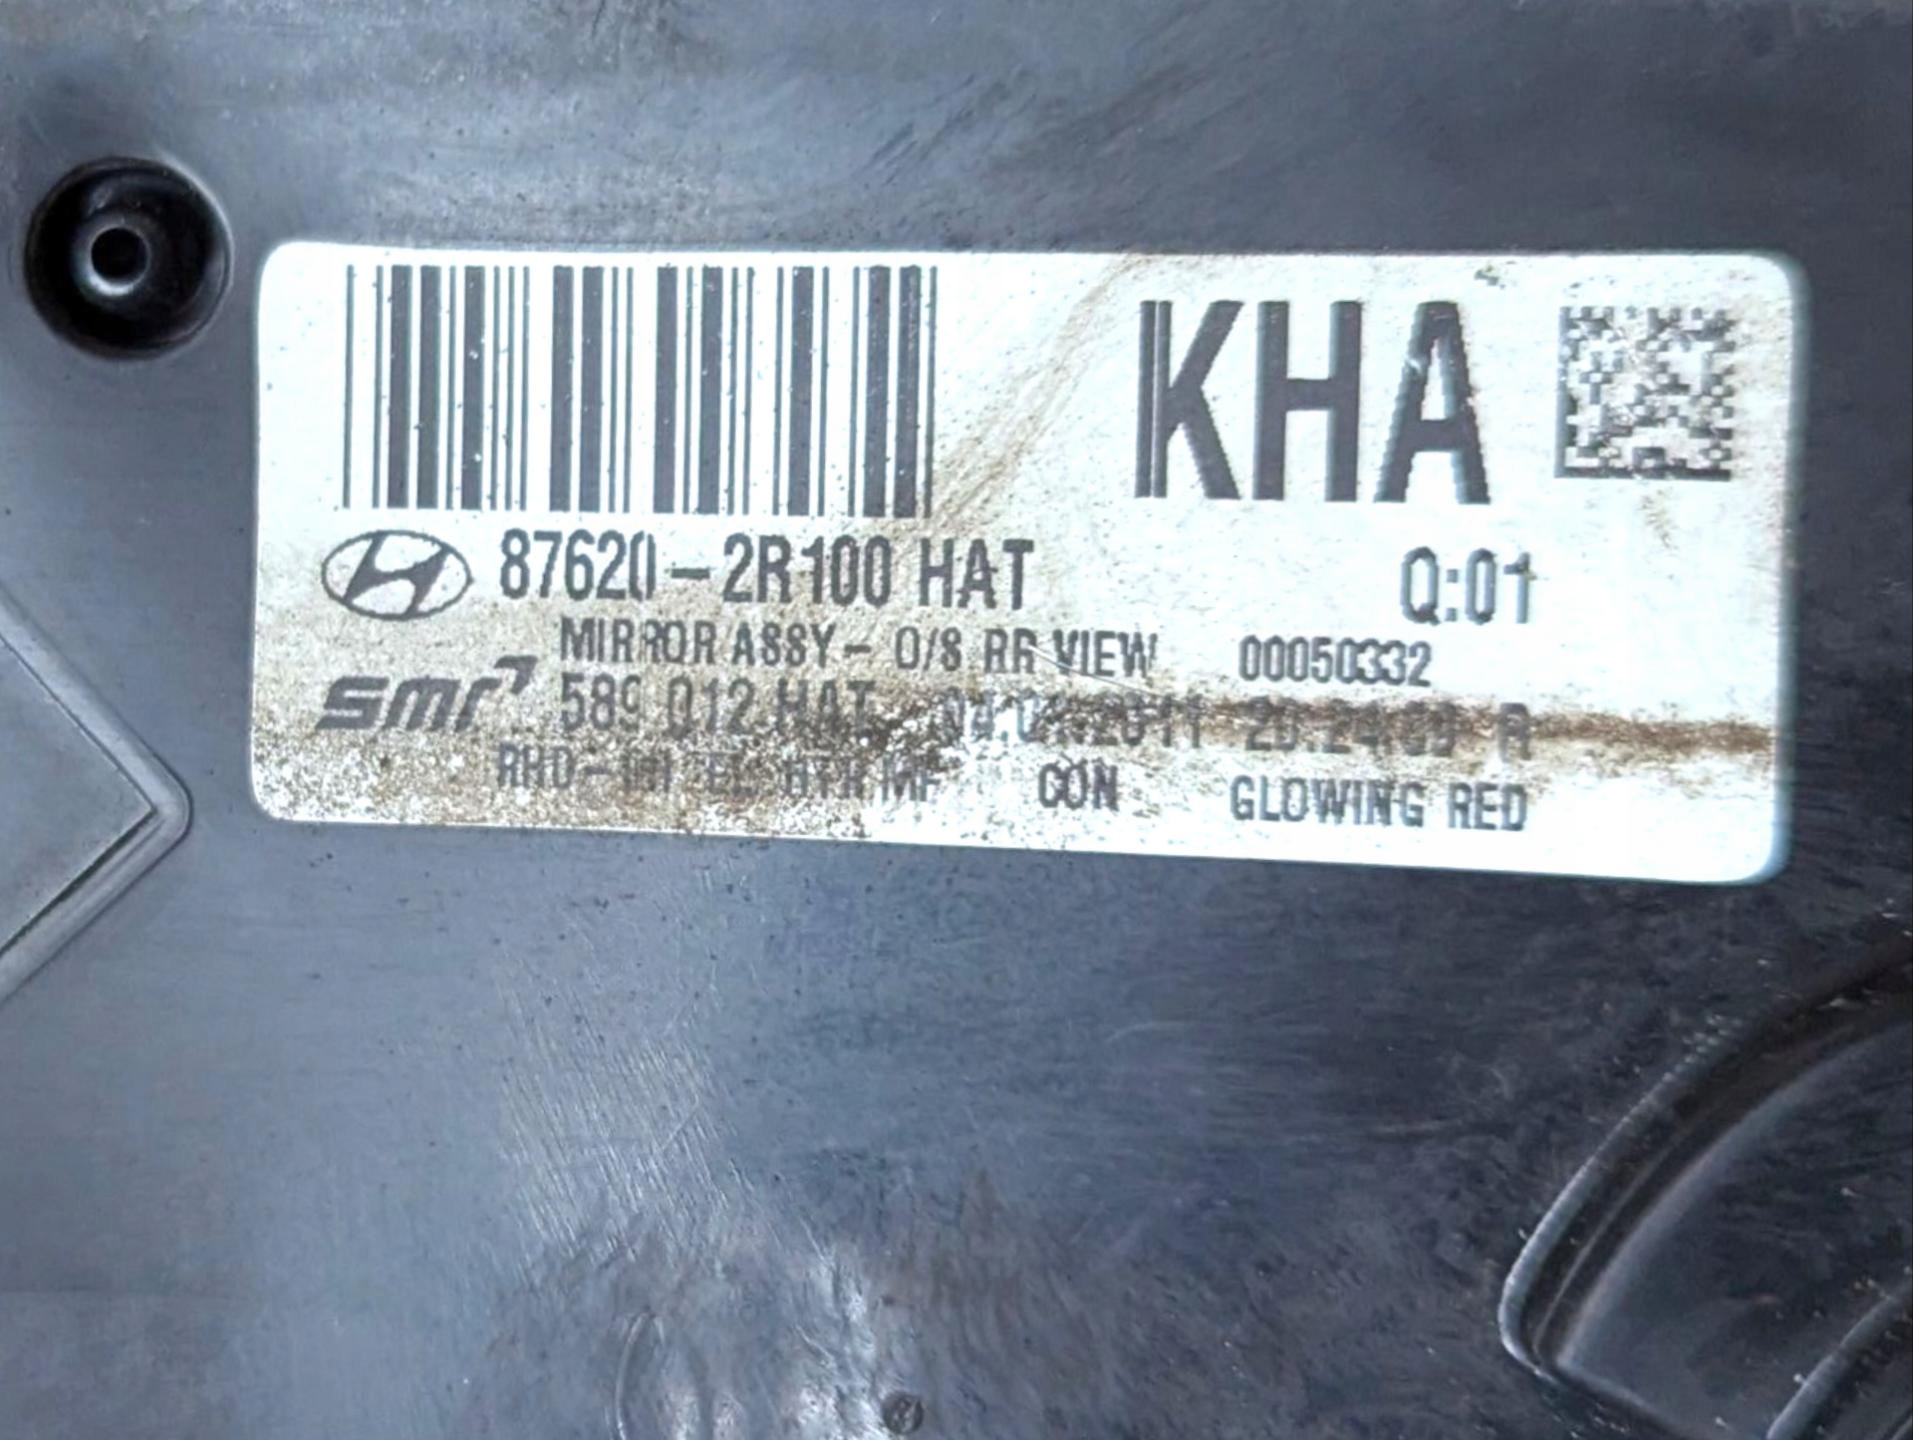 KHA
87620-2R100 HAT Q:01
MIRROR ASSY- O/S RR VIEW 00050332
smr 589 012 HAT R
CON GLOWING RED